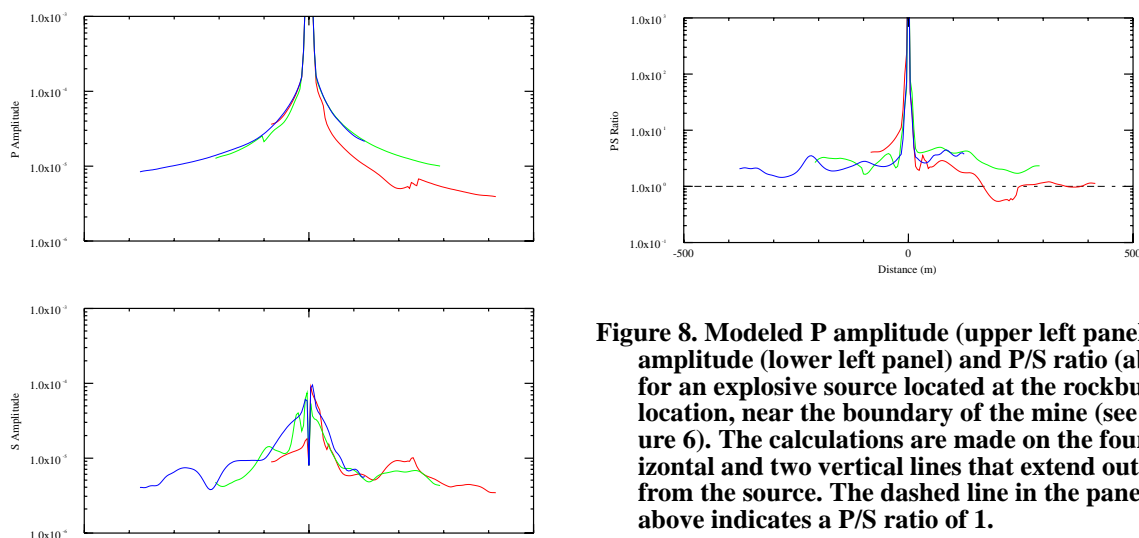 1.0x10⁻³
1.0x10⁻⁴
1.0x10⁻⁵
1.0x10⁻⁶
P Amplitude
1.0x10³
1.0x10²
1.0x10¹
1.0x10⁰
1.0x10⁻¹
P/S Ratio
-500 0 500
Distance (m)
1.0x10⁻³
1.0x10⁻⁴
1.0x10⁻⁵
1.0x10⁻⁶
S Amplitude
Figure 8. Modeled P amplitude (upper left panel
amplitude (lower left panel) and P/S ratio
for an explosive source located at the rockbu
location, near the boundary of the mine (see
ure 6). The calculations are made on the four
izontal and two vertical lines that extend out
from the source. The dashed line in the pane
above indicates a P/S ratio of 1.